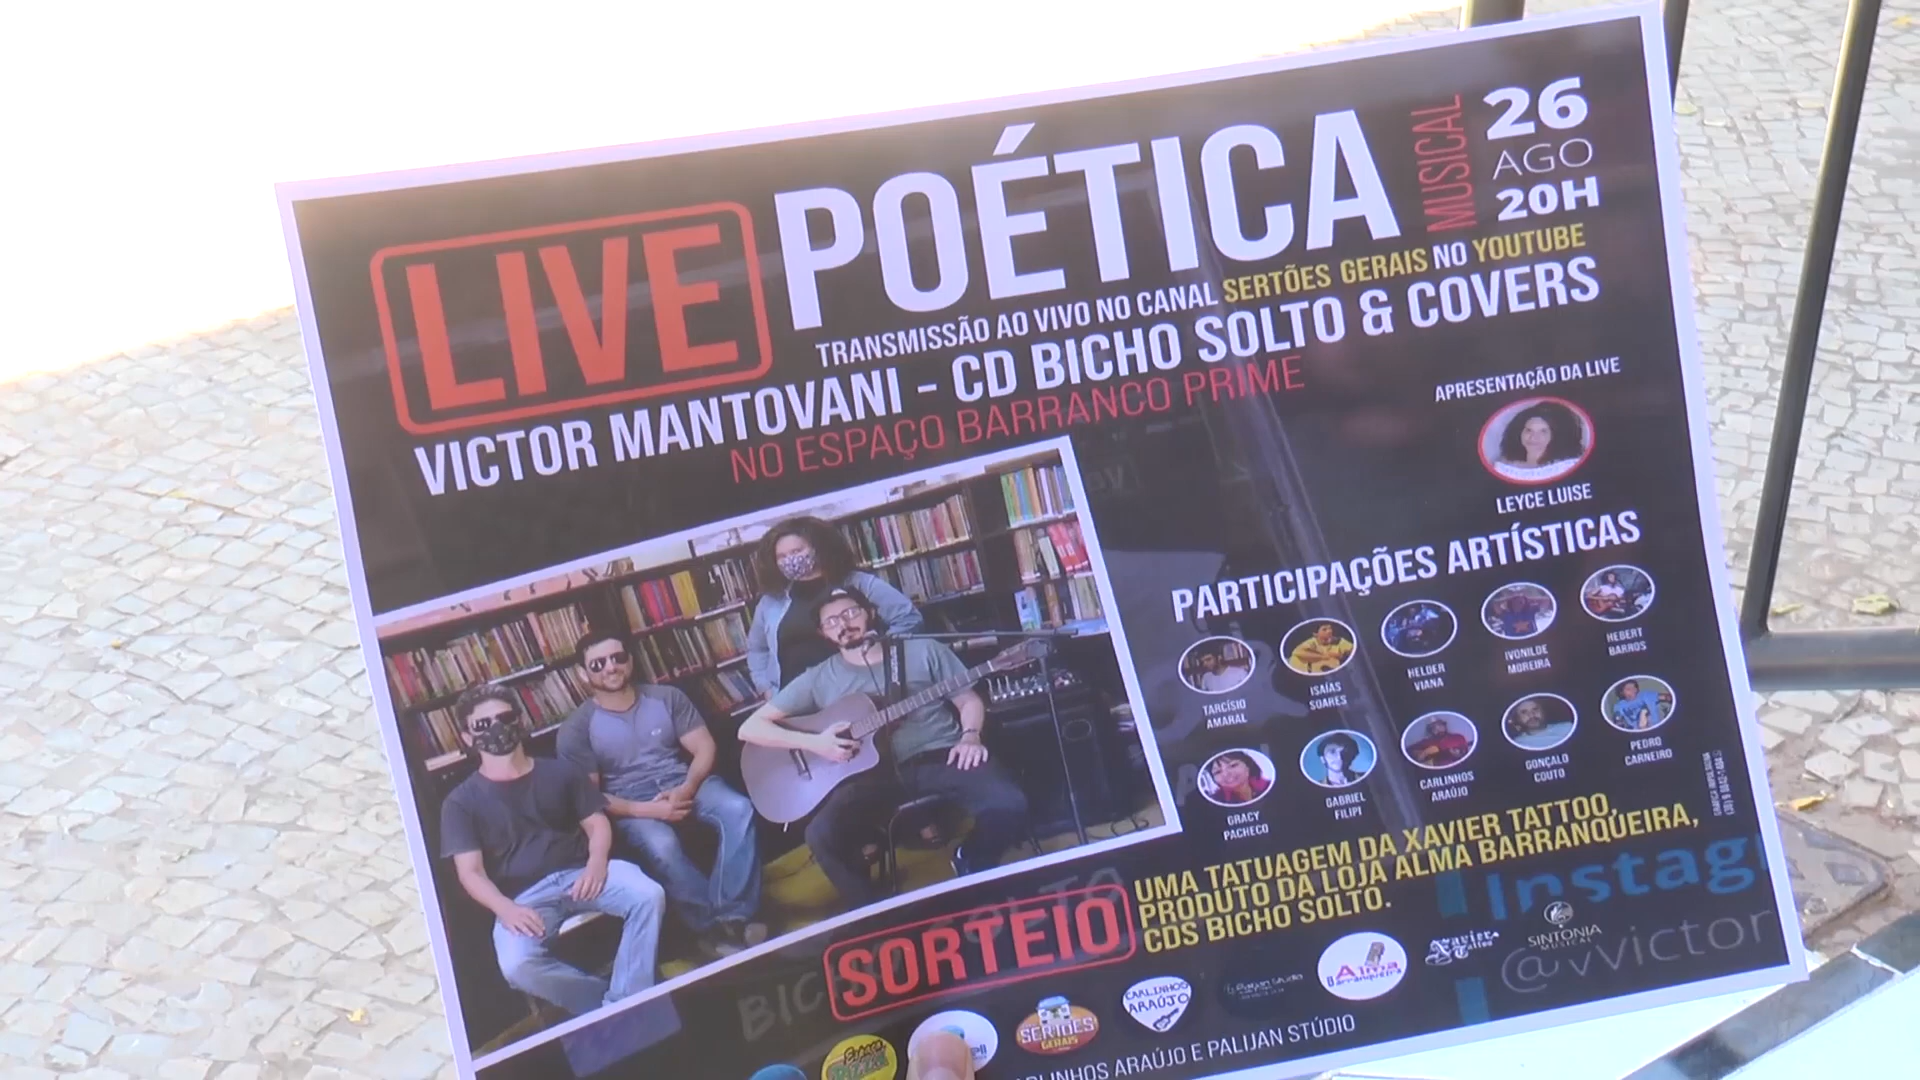 LIVE POÉTICA MUSICAL
26
AGO
20H
TRANSMISSÃO AO VIVO NO CANAL SERTÕES GERAIS NO YOUTUBE
VICTOR MANTOVANI - CD BICHO SOLTO & COVERS
NO ESPAÇO BARRANCO PRIME
APRESENTAÇÃO DA LIVE
LEYCE LUISE
PARTICIPAÇÕES ARTÍSTICAS
TARCÍSIO
AMARAL
ISAÍAS
SOARES
HELDER
VIANA
IVONILDE
MOREIRA
HEBERT
BARROS
GRACY
PACHECO
GABRIEL
FILIPI
CARLINHOS
ARAÚJO
GONÇALO
COUTO
PEDRO
CARNEIRO
SORTEIO
UMA TATUAGEM DA XAVIER TATTOO,
PRODUTO DA LOJA ALMA BARRANQUEIRA,
CDS BICHO SOLTO.
Instag
@vVictor
SERTÕES
GERAIS
CARLINHOS
ARAÚJO
Alma
Barranqueira
Xavier
Tattoo
SINTONIA
MUSICAL
ARAÚJO E PALIJAN STÚDIO